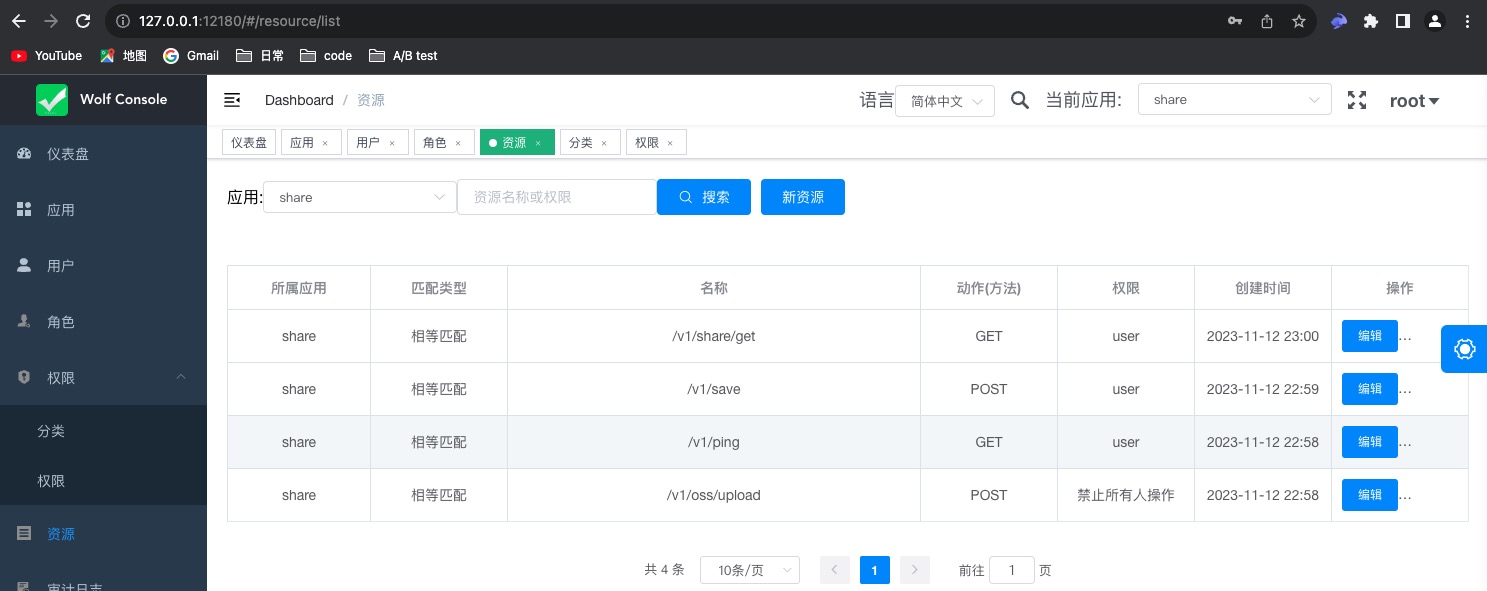 127.0.0.1:12180/#/resource/list
YouTube 地图 Gmail 日常 code A/B test
Wolf Console
Dashboard / 资源 语言 简体中文 当前应用: share root
仪表盘 应用 × 用户 × 角色 × 资源 × 分类 × 权限 ×
仪表盘
应用
用户
角色
权限
分类
权限
资源
审计日志
应用: share 资源名称或权限 搜索 新资源
所属应用 匹配类型 名称 动作(方法) 权限 创建时间 操作
share 相等匹配 /v1/share/get GET user 2023-11-12 23:00 编辑 ...
share 相等匹配 /v1/save POST user 2023-11-12 22:59 编辑 ...
share 相等匹配 /v1/ping GET user 2023-11-12 22:58 编辑 ...
share 相等匹配 /v1/oss/upload POST 禁止所有人操作 2023-11-12 22:58 编辑 ...
共 4 条 10条/页 1 前往 1 页